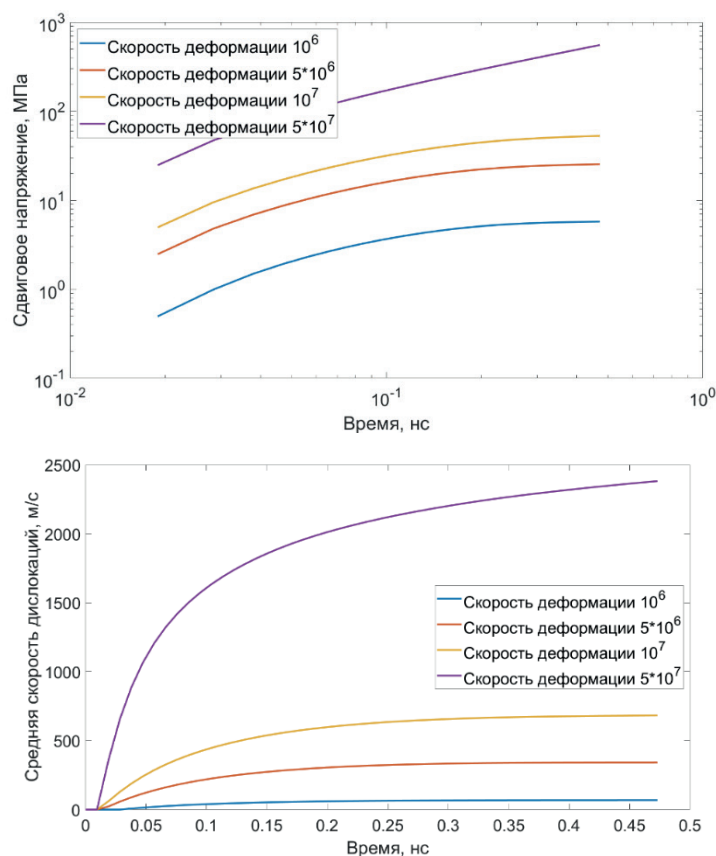 10^3
10^2
10^1
10^0
10^-1
Сдвиговое напряжение, МПа
Скорость деформации 10^6
Скорость деформации 5*10^6
Скорость деформации 10^7
Скорость деформации 5*10^7
10^-2 10^-1 10^0
Время, нс
2500
2000
1500
1000
500
0
Средняя скорость дислокаций, м/с
Скорость деформации 10^6
Скорость деформации 5*10^6
Скорость деформации 10^7
Скорость деформации 5*10^7
0 0.05 0.1 0.15 0.2 0.25 0.3 0.35 0.4 0.45 0.5
Время, нс